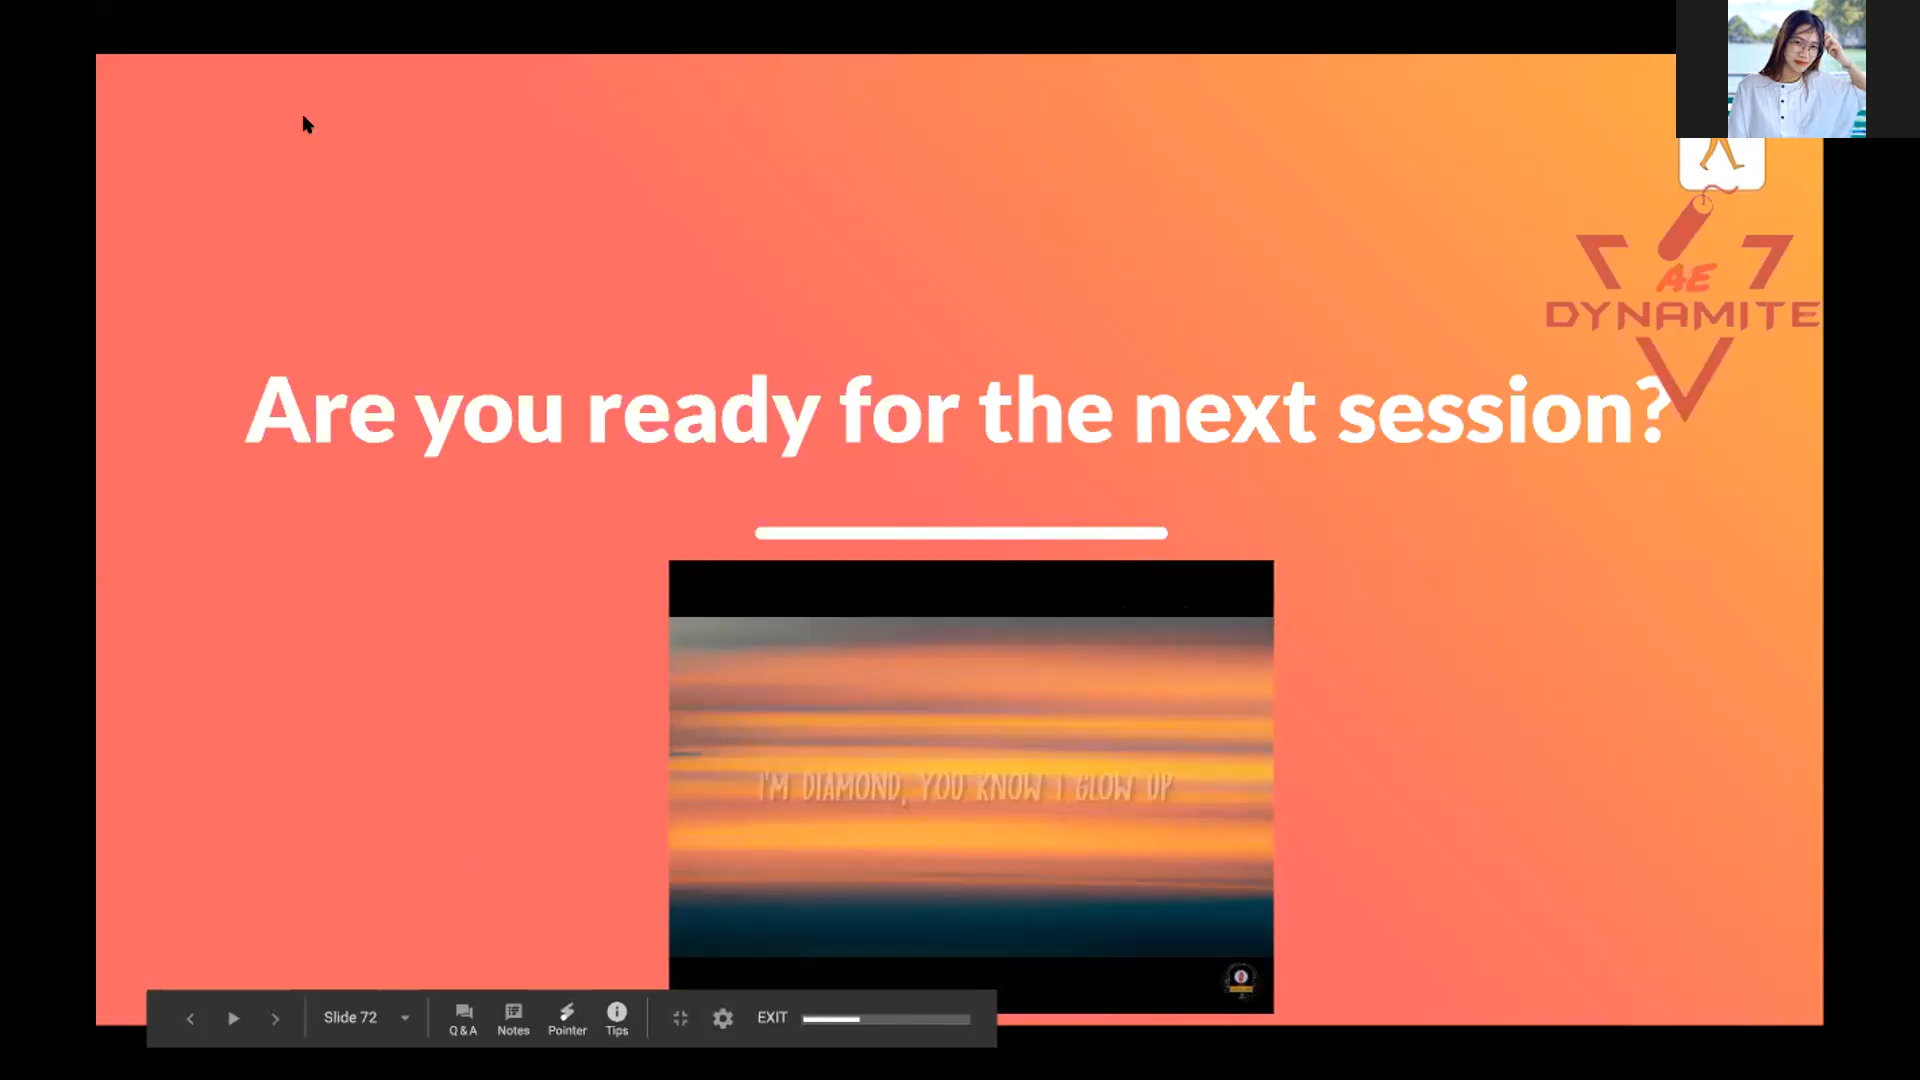 AE
DYNAMITE
Are you ready for the next session?
I'M DIAMOND, YOU KNOW I GLOW UP
Slide 72
Q&A
Notes
Pointer
Tips
EXIT